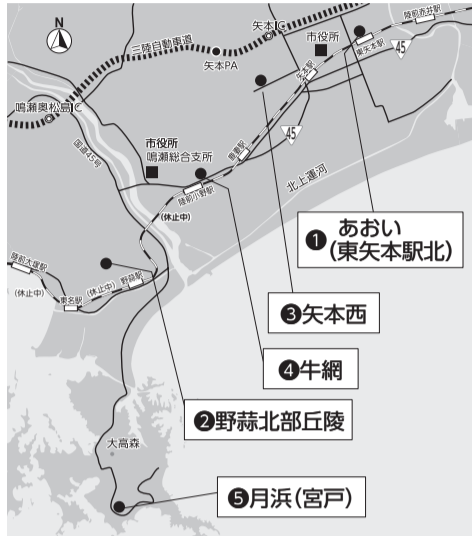 陸前赤井駅
矢本IC
三陸自動車道
市役所
東矢本駅
45
矢本PA
矢本駅
鳴瀬奥松島IC
N
国道45号
市役所
鳴瀬総合支所
鹿妻駅
45
北上運河
陸前小野駅
(休止中)
❶あおい
(東矢本駅北)
陸前大塚駅
(休止中)
東名駅
(休止中)
野蒜駅
❸矢本西
❹牛網
❷野蒜北部丘陵
大高森
❺月浜(宮戸)